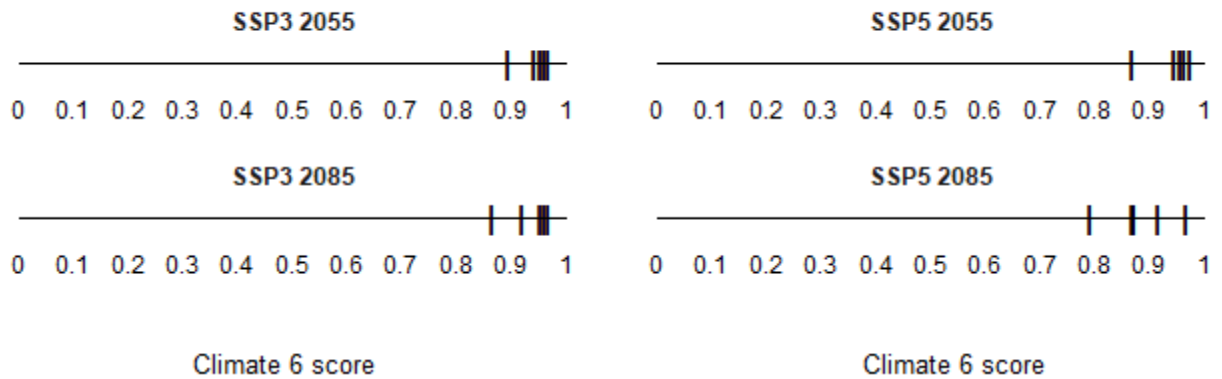 SSP3 2055 SSP5 2055
0 0.1 0.2 0.3 0.4 0.5 0.6 0.7 0.8 0.9 1 0 0.1 0.2 0.3 0.4 0.5 0.6 0.7 0.8 0.9 1
SSP3 2085 SSP5 2085
0 0.1 0.2 0.3 0.4 0.5 0.6 0.7 0.8 0.9 1 0 0.1 0.2 0.3 0.4 0.5 0.6 0.7 0.8 0.9 1
Climate 6 score Climate 6 score